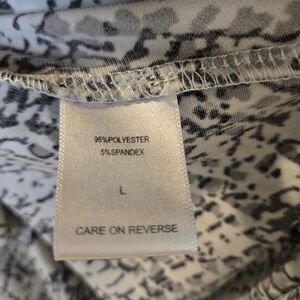 95%POLYESTER
5%SPANDEX
L
CARE ON REVERSE